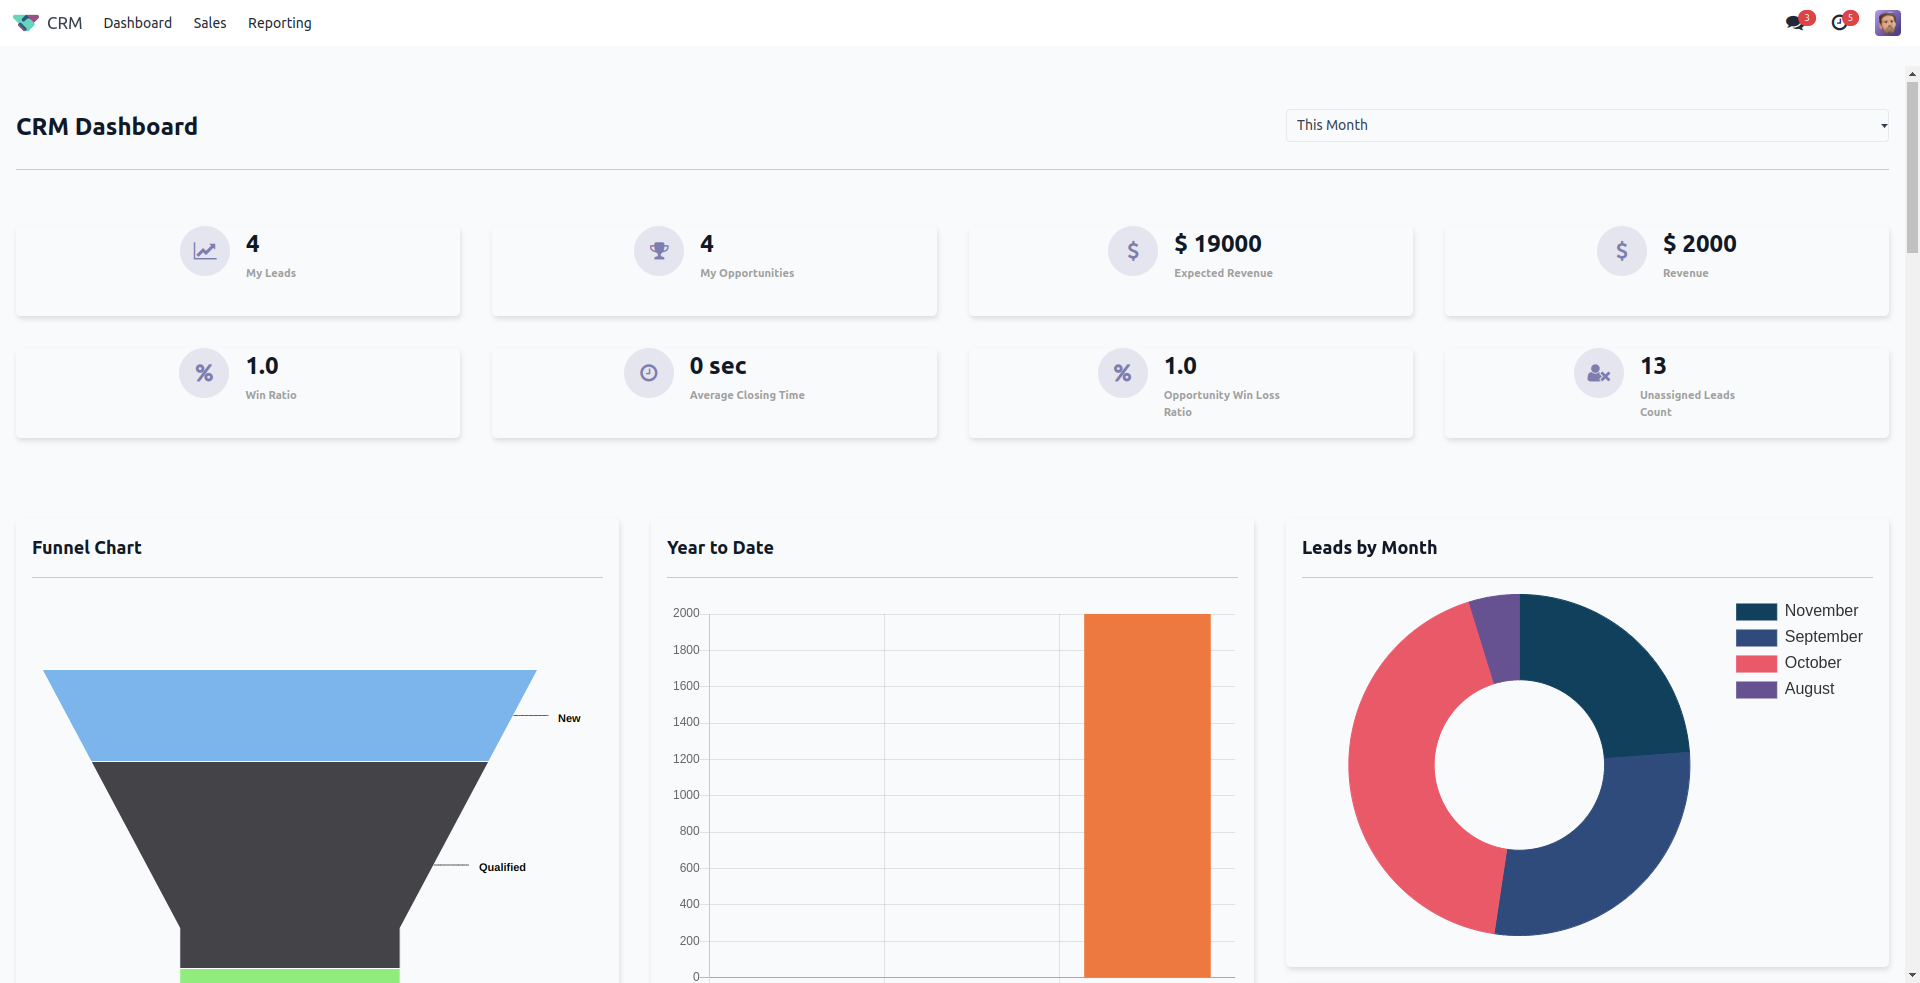 CRM Dashboard Sales Reporting 3 5
CRM Dashboard This Month
4
My Leads
4
My Opportunities
$ 19000
Expected Revenue
$ 2000
Revenue
1.0
Win Ratio
0 sec
Average Closing Time
1.0
Opportunity Win Loss
Ratio
13
Unassigned Leads
Count
Funnel Chart
New
Qualified
Year to Date
2000
1800
1600
1400
1200
1000
800
600
400
200
0
Leads by Month
November
September
October
August